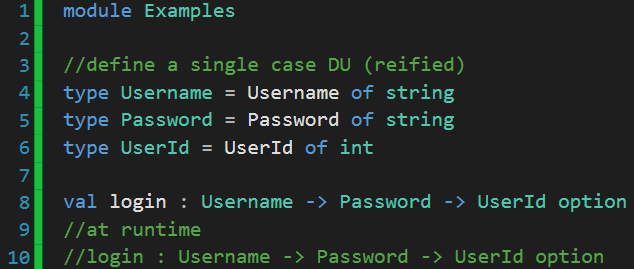 1 module Examples
2
3 //define a single case DU (reified)
4 type Username = Username of string
5 type Password = Password of string
6 type UserId = UserId of int
7
8 val login : Username -> Password -> UserId option
9 //at runtime
10 //login : Username -> Password -> UserId option